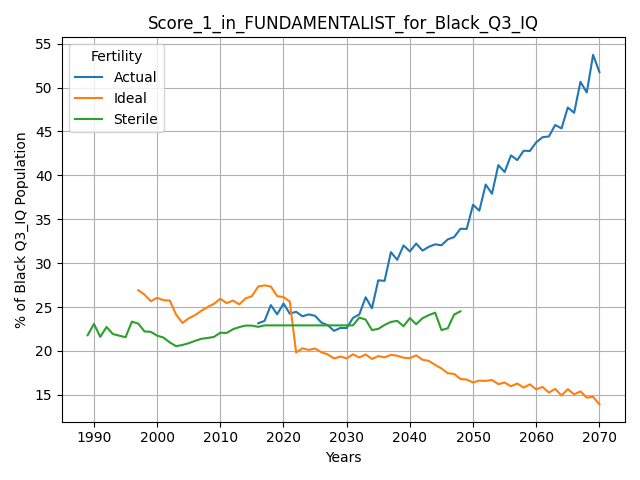 Score_1_in_FUNDAMENTALIST_for_Black_Q3_IQ
Fertility
Actual
Ideal
Sterile
% of Black Q3_IQ Population
55
50
45
40
35
30
25
20
15
1990 2000 2010 2020 2030 2040 2050 2060 2070
Years